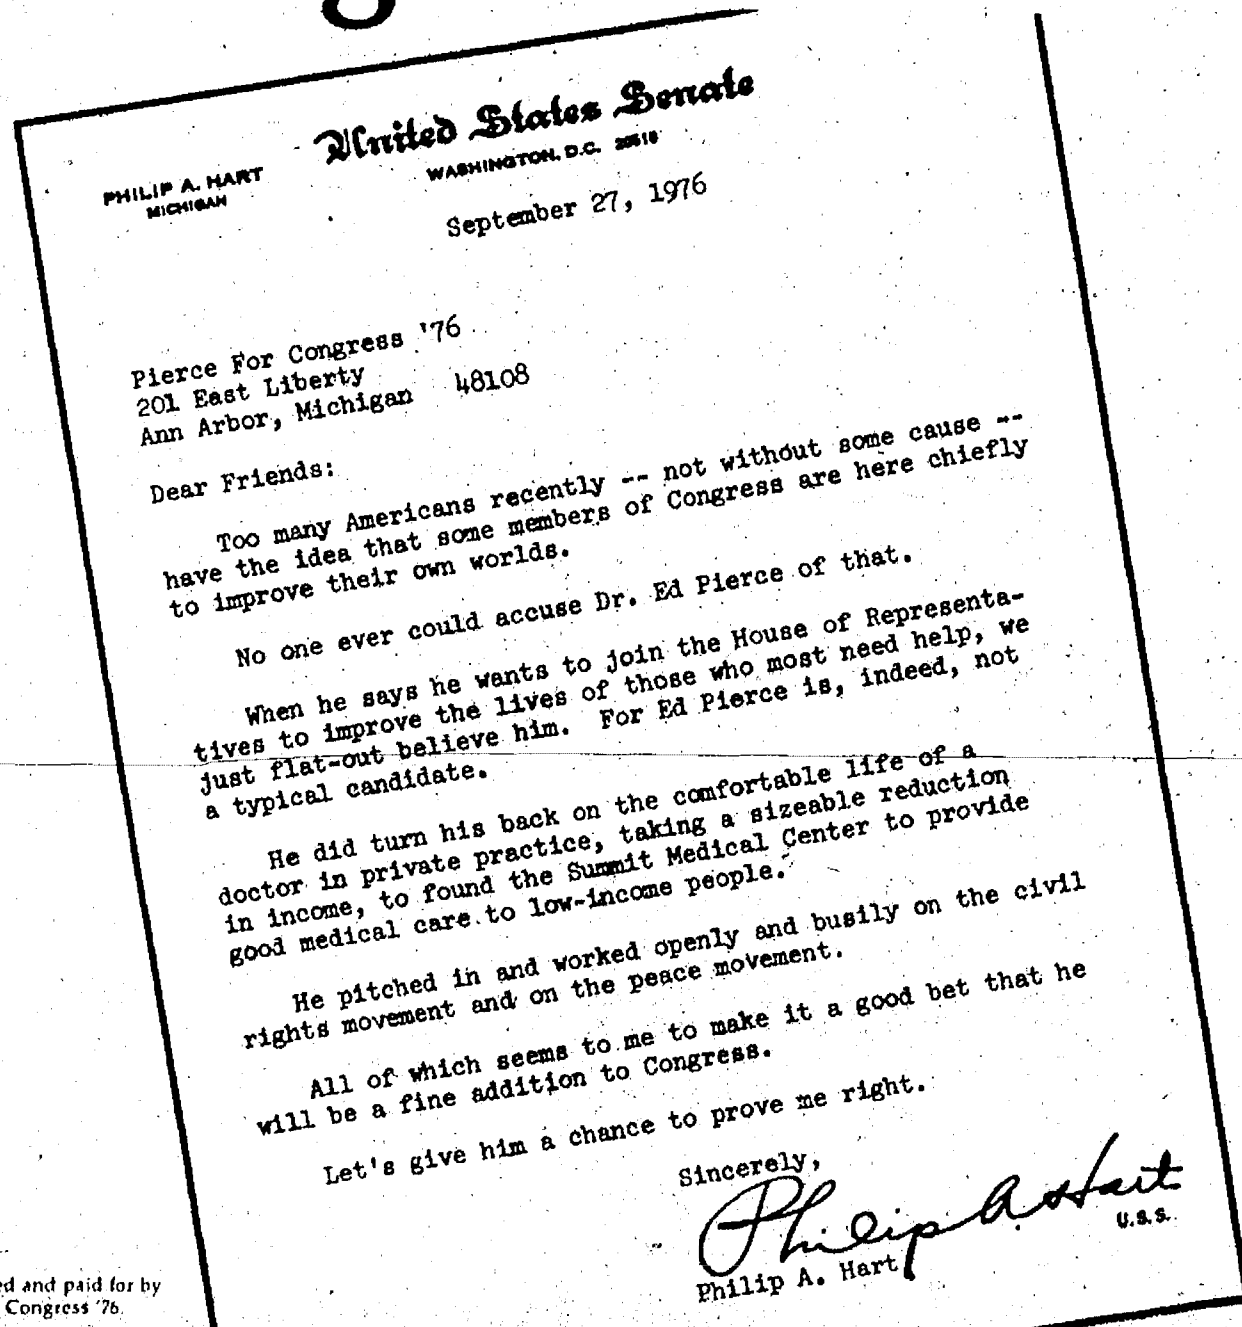 United States Senate
PHILIP A. HART
MICHIGAN
WASHINGTON, D.C. 20510
September 27, 1976
Pierce For Congress '76
201 East Liberty
Ann Arbor, Michigan 48108
Dear Friends:
Too many Americans recently -- not without some cause --
have the idea that some members of Congress are here chiefly
to improve their own worlds.
No one ever could accuse Dr. Ed Pierce of that.
When he says he wants to join the House of Representa-
tives to improve the lives of those who most need help, we
just flat-out believe him. For Ed Pierce is, indeed, not
a typical candidate.
He did turn his back on the comfortable life of a
doctor in private practice, taking a sizeable reduction
in income, to found the Summit Medical Center to provide
good medical care to low-income people.
He pitched in and worked openly and busily on the civil
rights movement and on the peace movement.
All of which seems to me to make it a good bet that he
will be a fine addition to Congress.
Let's give him a chance to prove me right.
Sincerely,
Philip A Hart
U.S.S.
Philip A. Hart
and paid for by
Congress '76.